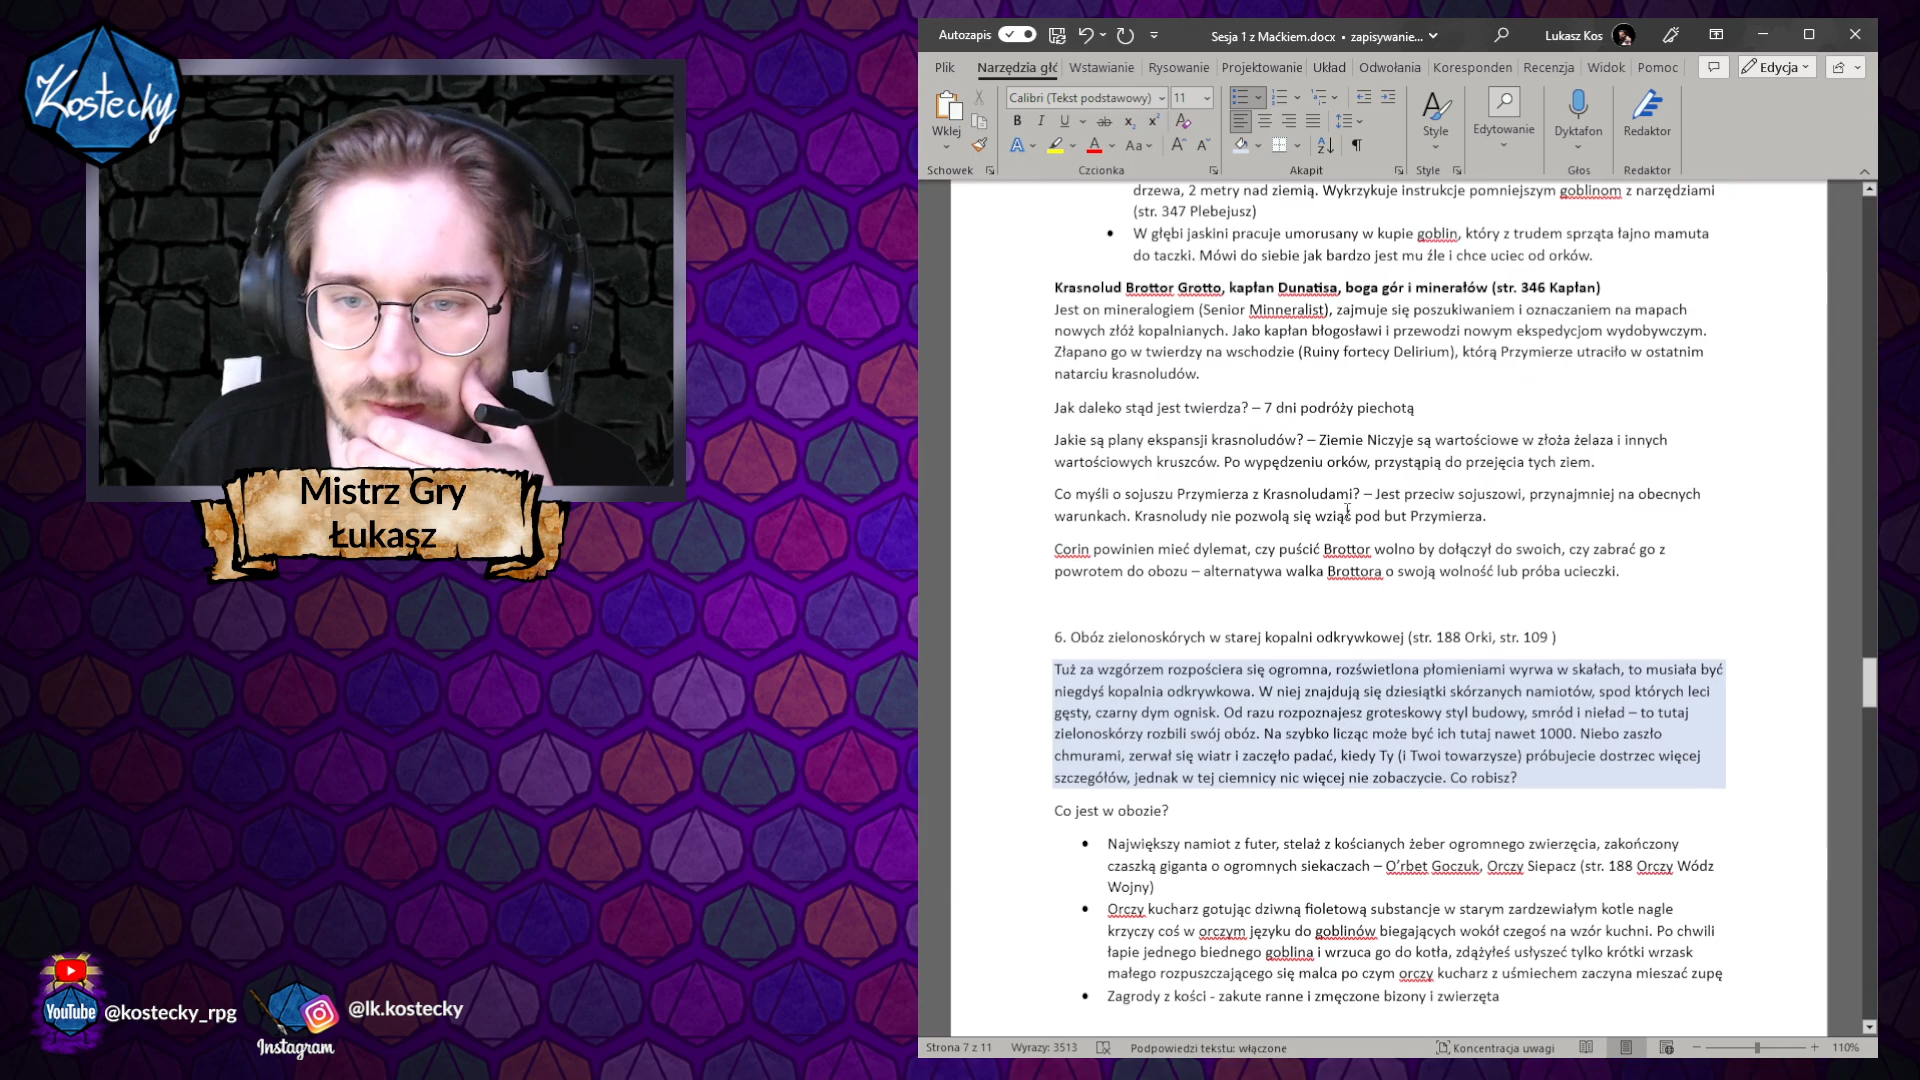 Kostecky
Mistrz Gry
Łukasz
YouTube
@kostecky_rpg
Instagram
@lk.kostecky
Autozapis
Sesja 1 z Maćkiem.docx • zapisywanie...
Lukasz Kos
Plik
Narzędzia głć
Wstawianie
Rysowanie
Projektowanie
Układ
Odwołania
Koresponden
Recenzja
Widok
Pomoc
Edycja
Wklej
Calibri (Tekst podstawowy)
11
Style
Edytowanie
Dyktafon
Redaktor
Schowek
Czcionka
Akapit
Style
Głos
Redaktor
drzewa, 2 metry nad ziemią. Wykrzykuje instrukcje pomniejszym goblinom z narzędziami
(str. 347 Plebejusz)
• W głębi jaskini pracuje umorusany w kupie goblin, który z trudem sprząta łajno mamuta
do taczki. Mówi do siebie jak bardzo jest mu źle i chce uciec od orków.
Krasnolud Brottor Grotto, kapłan Dunatisa, boga gór i minerałów (str. 346 Kapłan)
Jest on mineralogiem (Senior Minneralist), zajmuje się poszukiwaniem i oznaczaniem na mapach
nowych złóż kopalnianych. Jako kapłan błogosławi i przewodzi nowym ekspedycjom wydobywczym.
Złapano go w twierdzy na wschodzie (Ruiny fortecy Delirium), którą Przymierze utraciło w ostatnim
natarciu krasnoludów.
Jak daleko stąd jest twierdza? – 7 dni podróży piechotą
Jakie są plany ekspansji krasnoludów? – Ziemie Niczyje są wartościowe w złoża żelaza i innych
wartościowych kruszców. Po wypędzeniu orków, przystąpią do przejęcia tych ziem.
Co myśli o sojuszu Przymierza z Krasnoludami? – Jest przeciw sojuszowi, przynajmniej na obecnych
warunkach. Krasnoludy nie pozwolą się wziąć pod but Przymierza.
Corin powinien mieć dylemat, czy puścić Brottor wolno by dołączył do swoich, czy zabrać go z
powrotem do obozu – alternatywa walka Brottora o swoją wolność lub próba ucieczki.
6. Obóz zielonoskórych w starej kopalni odkrywkowej (str. 188 Orki, str. 109 )
Tuż za wzgórzem rozpościera się ogromna, rozświetlona płomieniami wyrwa w skałach, to musiała być
niegdyś kopalnia odkrywkowa. W niej znajdują się dziesiątki skórzanych namiotów, spod których leci
gęsty, czarny dym ognisk. Od razu rozpoznajesz groteskowy styl budowy, smród i nieład – to tutaj
zielonoskórzy rozbili swój obóz. Na szybko licząc może być ich tutaj nawet 1000. Niebo zaszło
chmurami, zerwał się wiatr i zaczęło padać, kiedy Ty (i Twoi towarzysze) próbujecie dostrzec więcej
szczegółów, jednak w tej ciemnicy nic więcej nie zobaczycie. Co robisz?
Co jest w obozie?
• Największy namiot z futer, stelaż z kościanych żeber ogromnego zwierzęcia, zakończony
czaszką giganta o ogromnych siekaczach – O’rbet Goczuk, Orczy Siepacz (str. 188 Orczy Wódz
Wojny)
• Orczy kucharz gotując dziwną fioletową substancje w starym zardzewiałym kotle nagle
krzyczy coś w orczym języku do goblinów biegających wokół czegoś na wzór kuchni. Po chwili
łapie jednego biednego goblina i wrzuca go do kotła, zdążyłeś usłyszeć tylko krótki wrzask
małego rozpuszczającego się malca po czym orczy kucharz z uśmiechem zaczyna mieszać zupę
• Zagrody z kości - zakute ranne i zmęczone bizony i zwierzęta
Strona 7 z 11
Wyrazy: 3513
Podpowiedzi tekstu: włączone
Koncentracja uwagi
110%